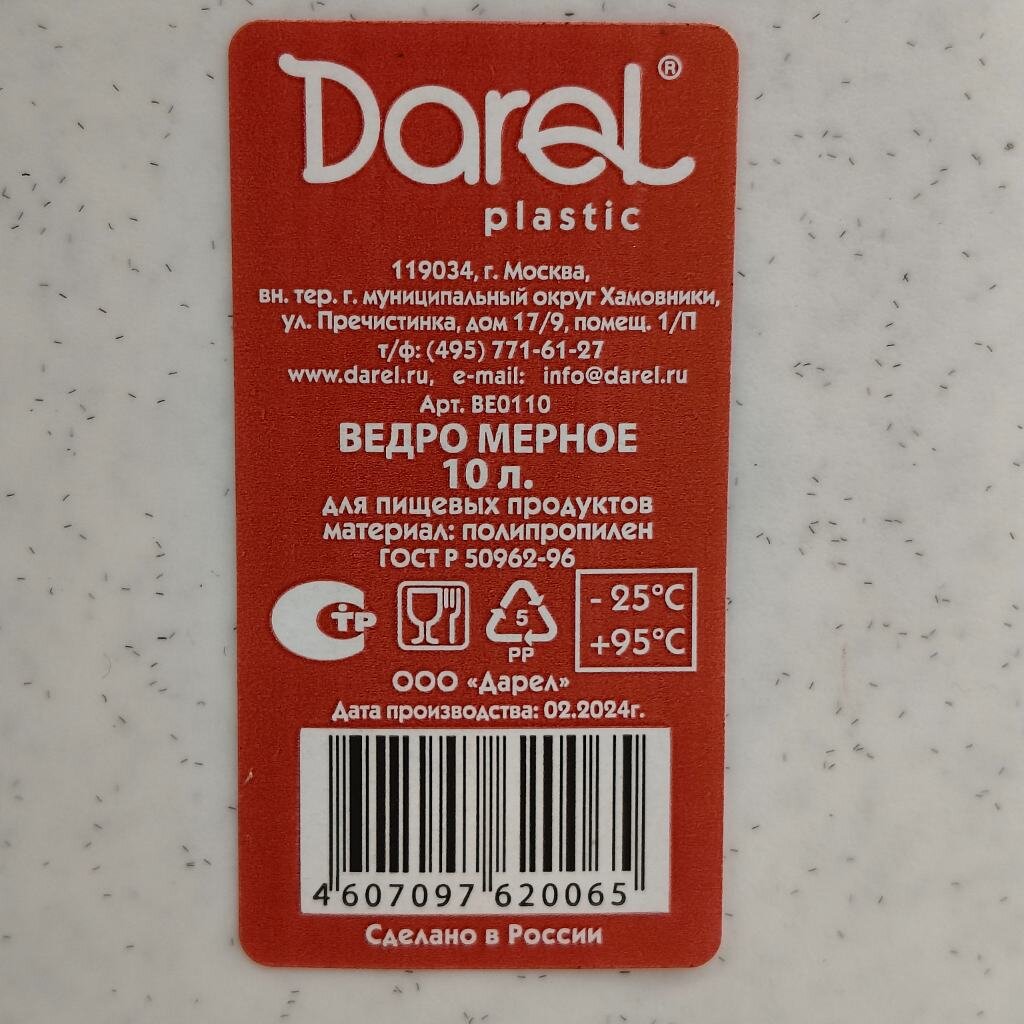 Darel®
plastic
119034, г. Москва,
вн. тер. г. муниципальный округ Хамовники,
ул. Пречистинка, дом 17/9, помещ. 1/П
т/ф: (495) 771-61-27
www.darel.ru, e-mail: info@darel.ru
Арт. BE0110
ВЕДРО МЕРНОЕ
10 л.
для пищевых продуктов
материал: полипропилен
ГОСТ Р 50962-96
- 25°C
+95°C
СТР
5
PP
ООО «Дарел»
Дата производства: 02.2024г.
4 607097 620065
Сделано в России